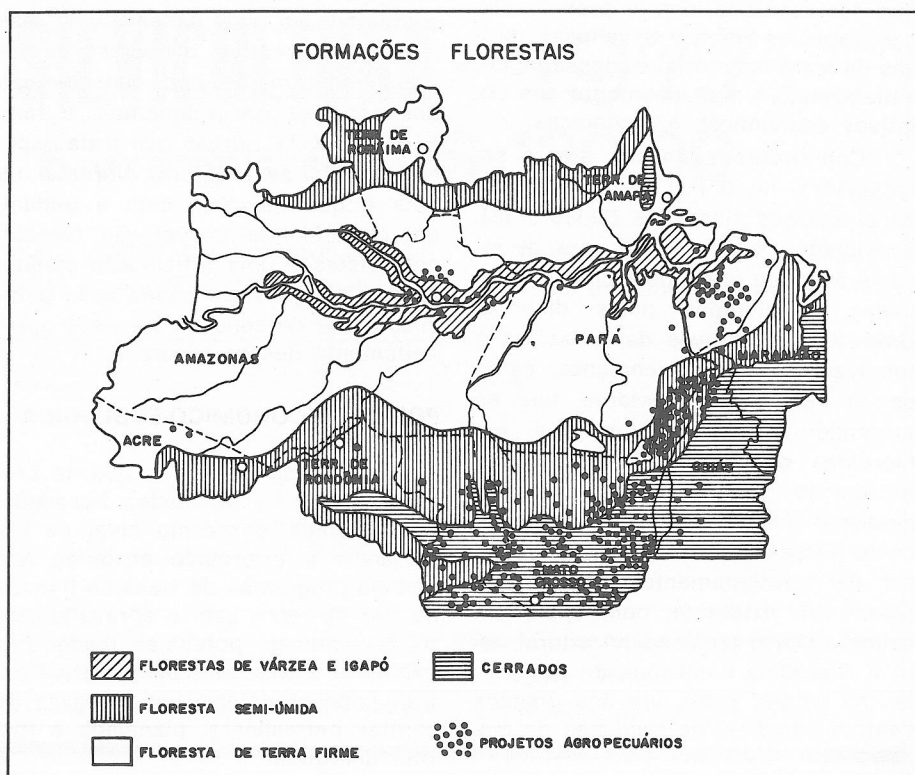 FORMAÇÕES FLORESTAIS
TERR. DE
RORAIMA
TERR. DE
AMAPÁ
AMAZONAS
PARÁ
MARANHÃO
ACRE
TERR. DE
RONDÔMIA
GOIÁS
MATO
GROSSO
FLORESTAS DE VÁRZEA E IGAPÓ
FLORESTA SEMI-ÚMIDA
FLORESTA DE TERRA FIRME
CERRADOS
PROJETOS AGROPECUÁRIOS